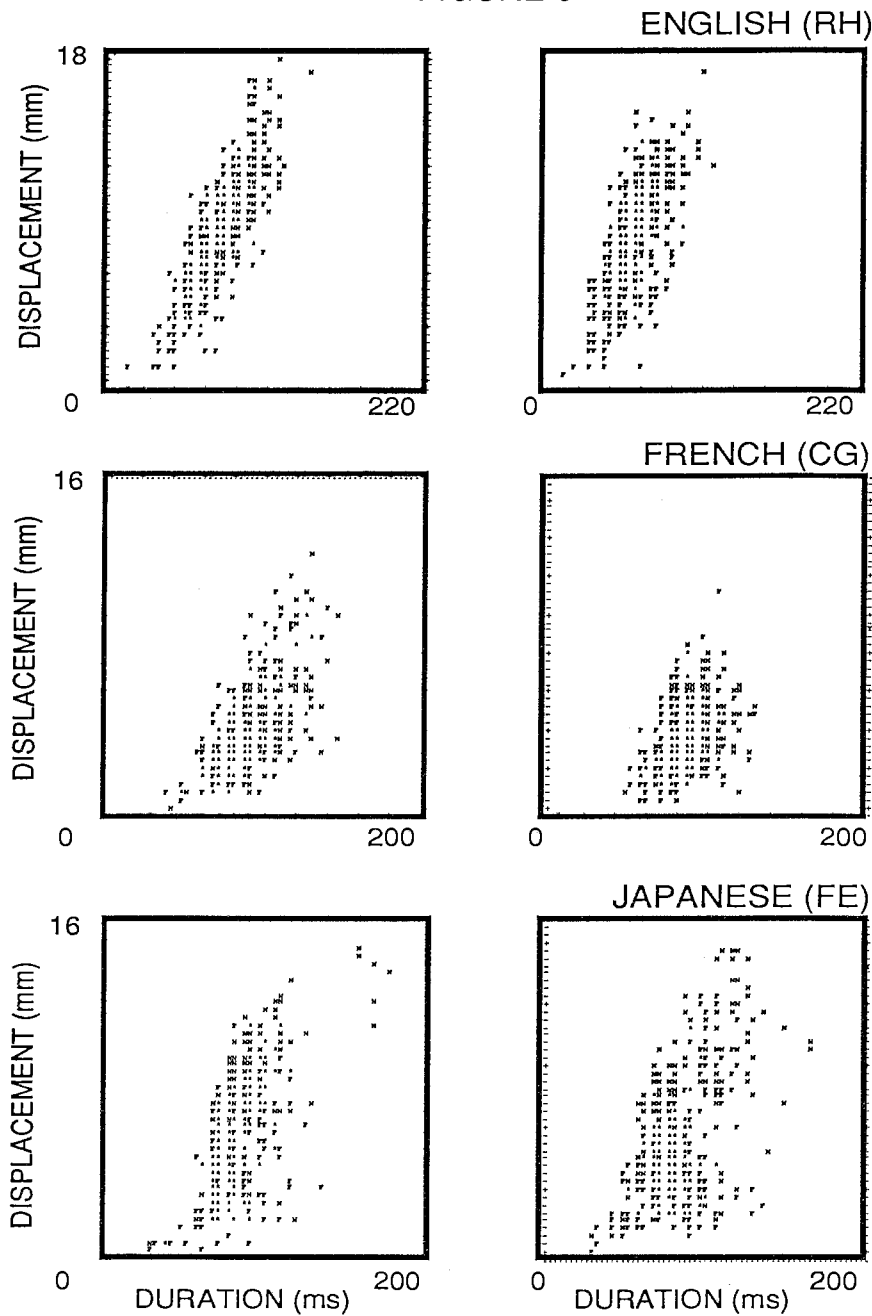 ENGLISH (RH)
18
DISPLACEMENT (mm)
0
220
0
220
FRENCH (CG)
16
DISPLACEMENT (mm)
0
200
0
200
JAPANESE (FE)
16
DISPLACEMENT (mm)
0
200
0
200
DURATION (ms)
DURATION (ms)